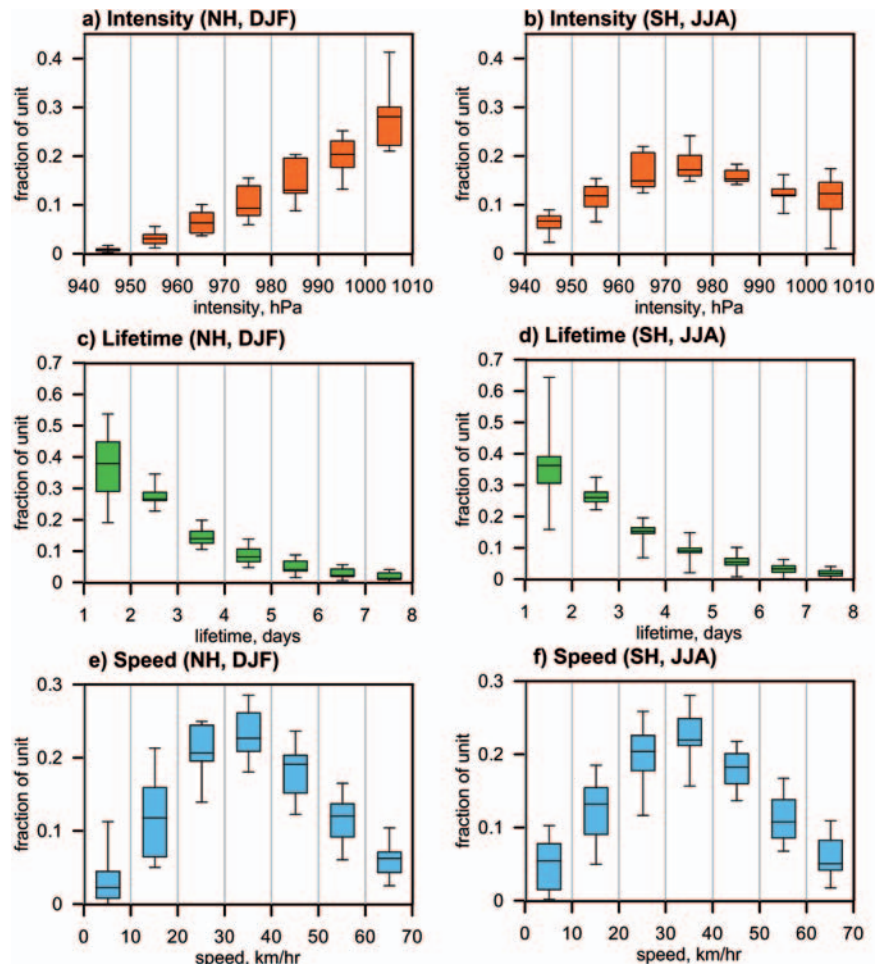 a) Intensity (NH, DJF)
fraction of unit
0.4
0.3
0.2
0.1
0
940 950 960 970 980 990 1000 1010
intensity, hPa
b) Intensity (SH, JJA)
fraction of unit
0.4
0.3
0.2
0.1
0
940 950 960 970 980 990 1000 1010
intensity, hPa
c) Lifetime (NH, DJF)
fraction of unit
0.7
0.6
0.5
0.4
0.3
0.2
0.1
0
1 2 3 4 5 6 7 8
lifetime, days
d) Lifetime (SH, JJA)
fraction of unit
0.7
0.6
0.5
0.4
0.3
0.2
0.1
0
1 2 3 4 5 6 7 8
lifetime, days
e) Speed (NH, DJF)
fraction of unit
0.3
0.2
0.1
0
0 10 20 30 40 50 60 70
speed, km/hr
f) Speed (SH, JJA)
fraction of unit
0.3
0.2
0.1
0
0 10 20 30 40 50 60 70
speed, km/hr